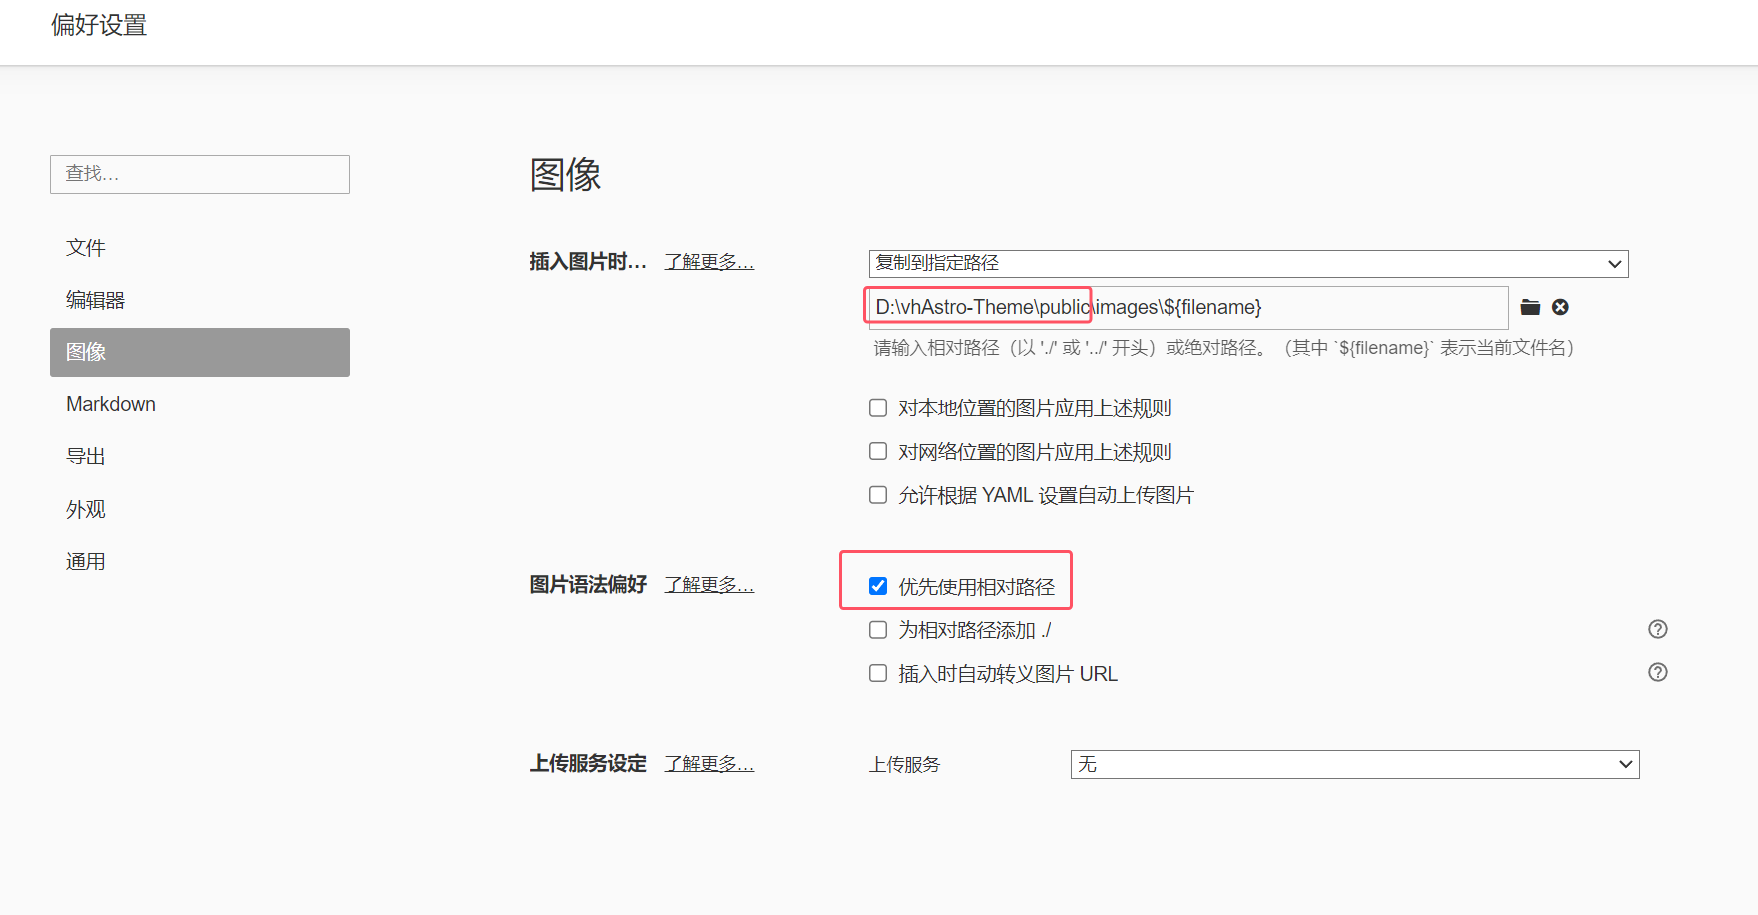 偏好设置
查找...
文件
编辑器
图像
Markdown
导出
外观
通用
图像
插入图片时... 了解更多...
复制到指定路径
D:\vhAstro-Theme\public\images\${filename}
请输入相对路径（以 './' 或 '../' 开头）或绝对路径。（其中 `${filename}` 表示当前文件名）
对本地位置的图片应用上述规则
对网络位置的图片应用上述规则
允许根据 YAML 设置自动上传图片
图片语法偏好 了解更多... 优先使用相对路径
为相对路径添加 ./
插入时自动转义图片 URL
上传服务设定 了解更多... 上传服务 无